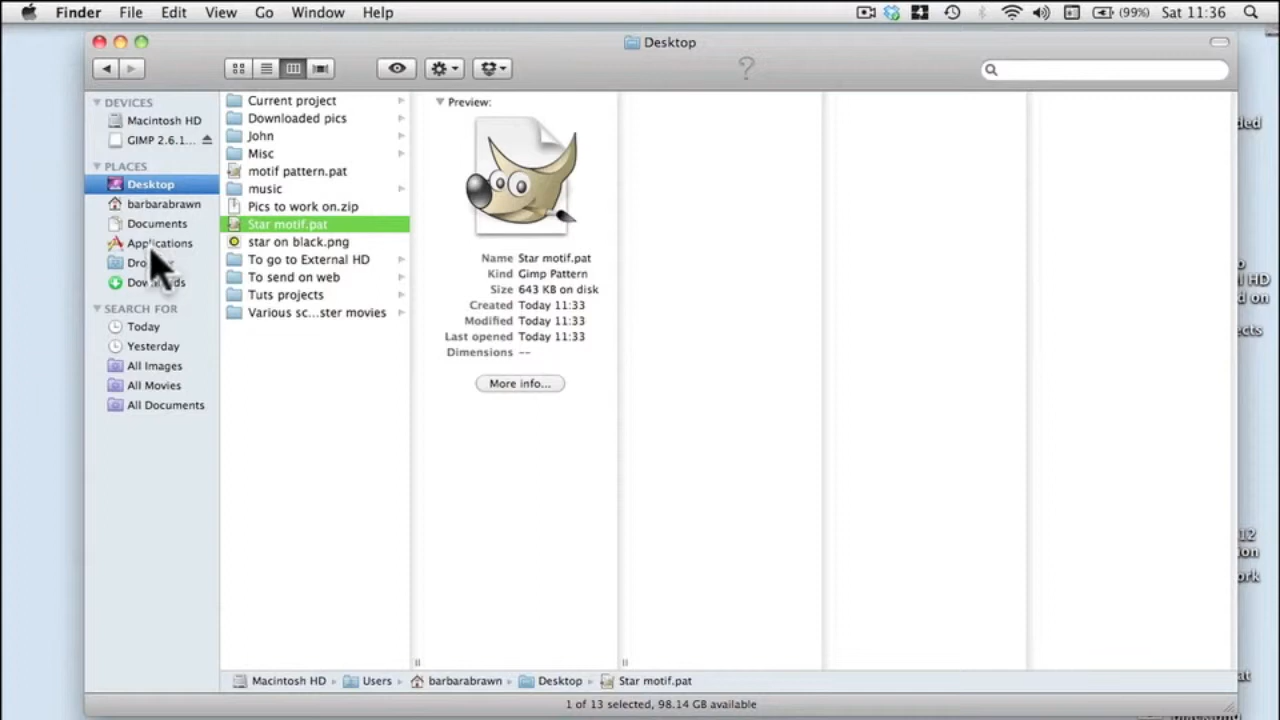 Finder File Edit View Go Window Help 4 (99%) Sat 11:36
Desktop
?
DEVICES
Macintosh HD
GIMP 2.6.1...
PLACES
Desktop
barbarabrawn
Documents
Applications
SEARCH FOR
Today
Yesterday
All Images
All Movies
All Documents
Current project
Downloaded pics
John
Misc
motif pattern.pat
music
Pics to work on.zip
Star motif.pat
star on black.png
To go to External HD
To send on web
Tuts projects
Various sc...ster movies
Preview:
Name Star motif.pat
Kind Gimp Pattern
Size 643 KB on disk
Created Today 11:33
Modified Today 11:33
Last opened Today 11:33
Dimensions --
More info...
Macintosh HD Users barbarabrawn Desktop Star motif.pat
1 of 13 selected, 98.14 GB available